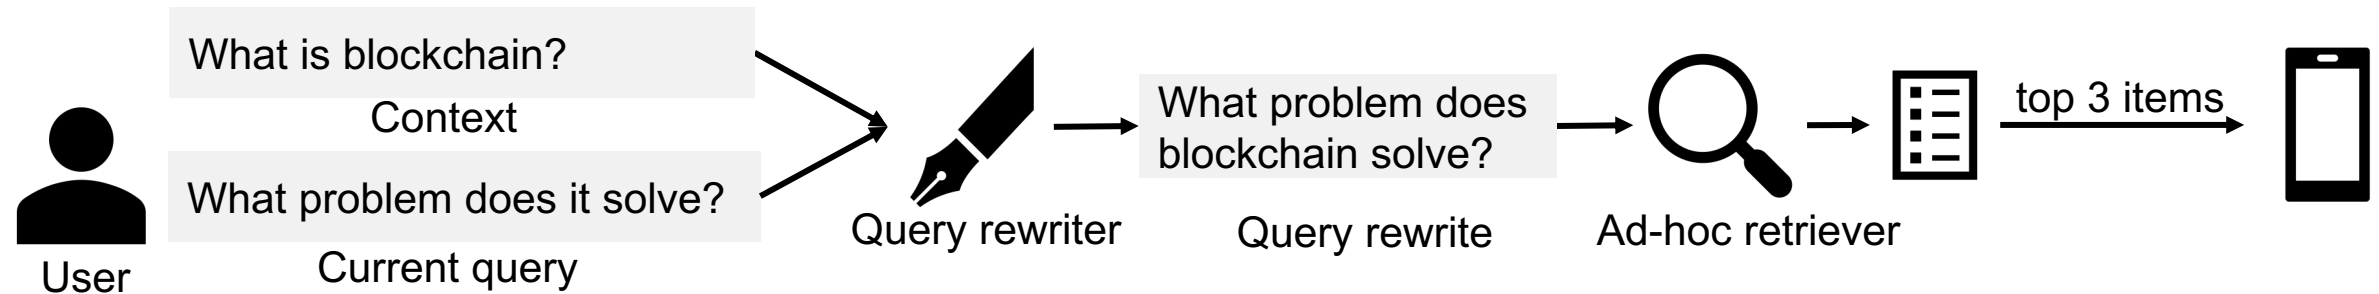 What is blockchain?
Context
What problem does it solve?
Current query
User
Query rewriter
What problem does
blockchain solve?
Query rewrite
Ad-hoc retriever
top 3 items